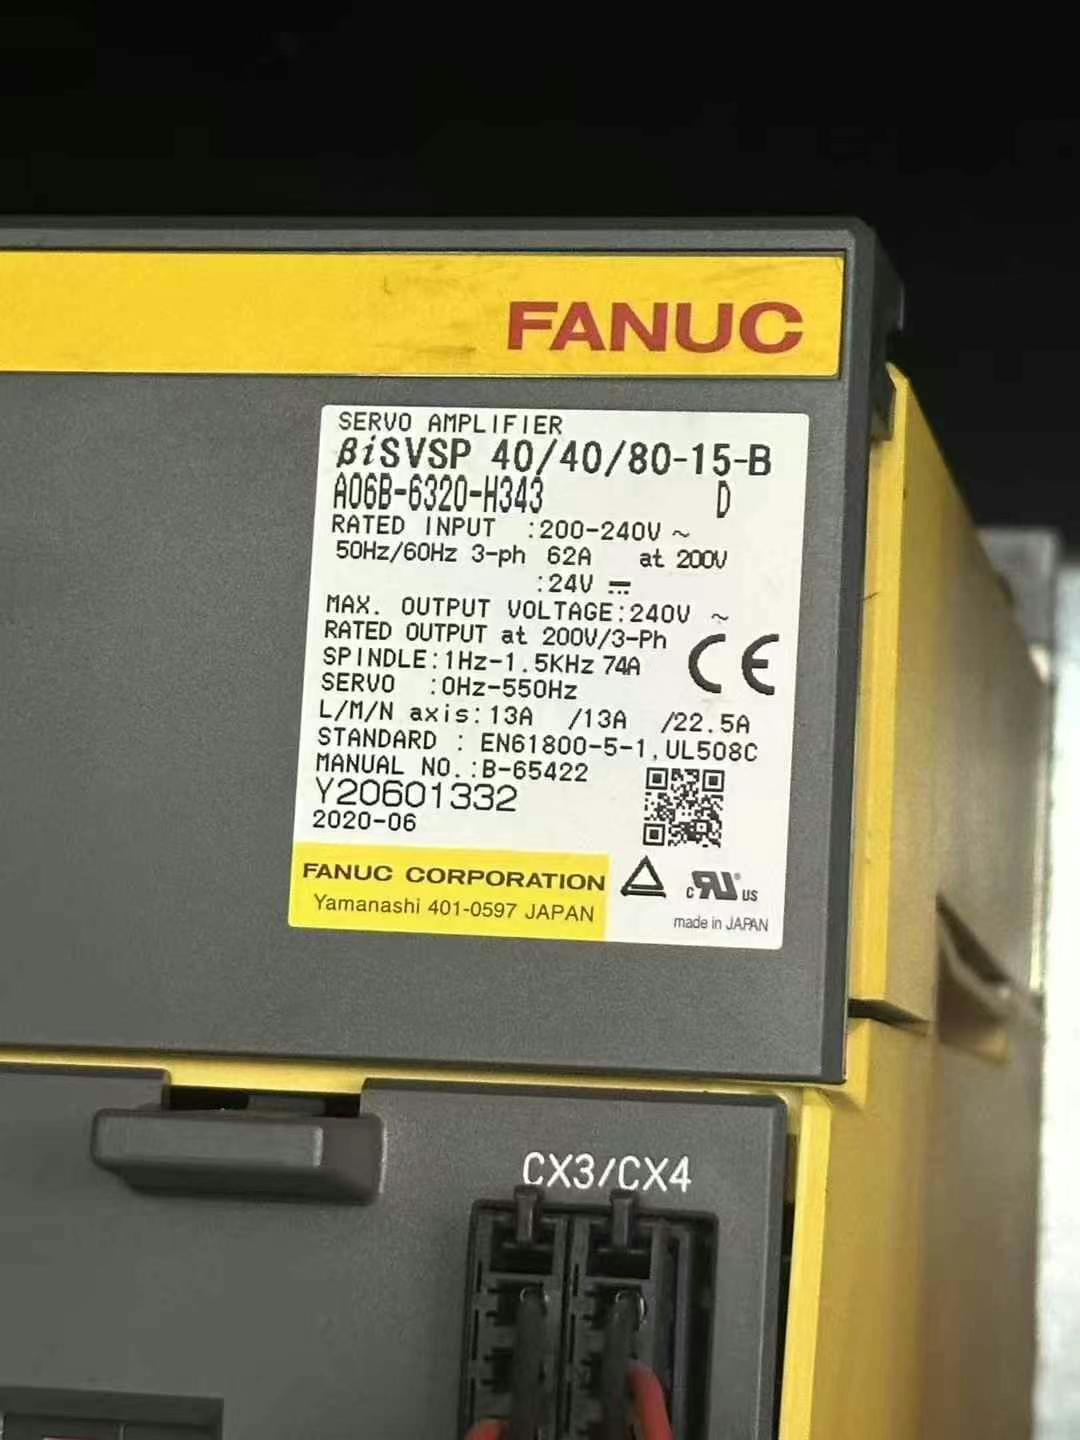 FANUC
SERVO AMPLIFIER
βiSVSP 40/40/80-15-B
A06B-6320-H343 D
RATED INPUT :200-240V ~
50Hz/60Hz 3-ph 62A at 200V
:24V ⎓
MAX. OUTPUT VOLTAGE:240V ~
RATED OUTPUT at 200V/3-Ph
SPINDLE:1Hz-1.5KHz 74A
SERVO :0Hz-550Hz
L/M/N axis:13A /13A /22.5A
STANDARD : EN61800-5-1,UL508C
MANUAL NO.:B-65422
Y20601332
2020-06
CE
FANUC CORPORATION
Yamanashi 401-0597 JAPAN
c RU ® US
made in JAPAN
CX3/CX4